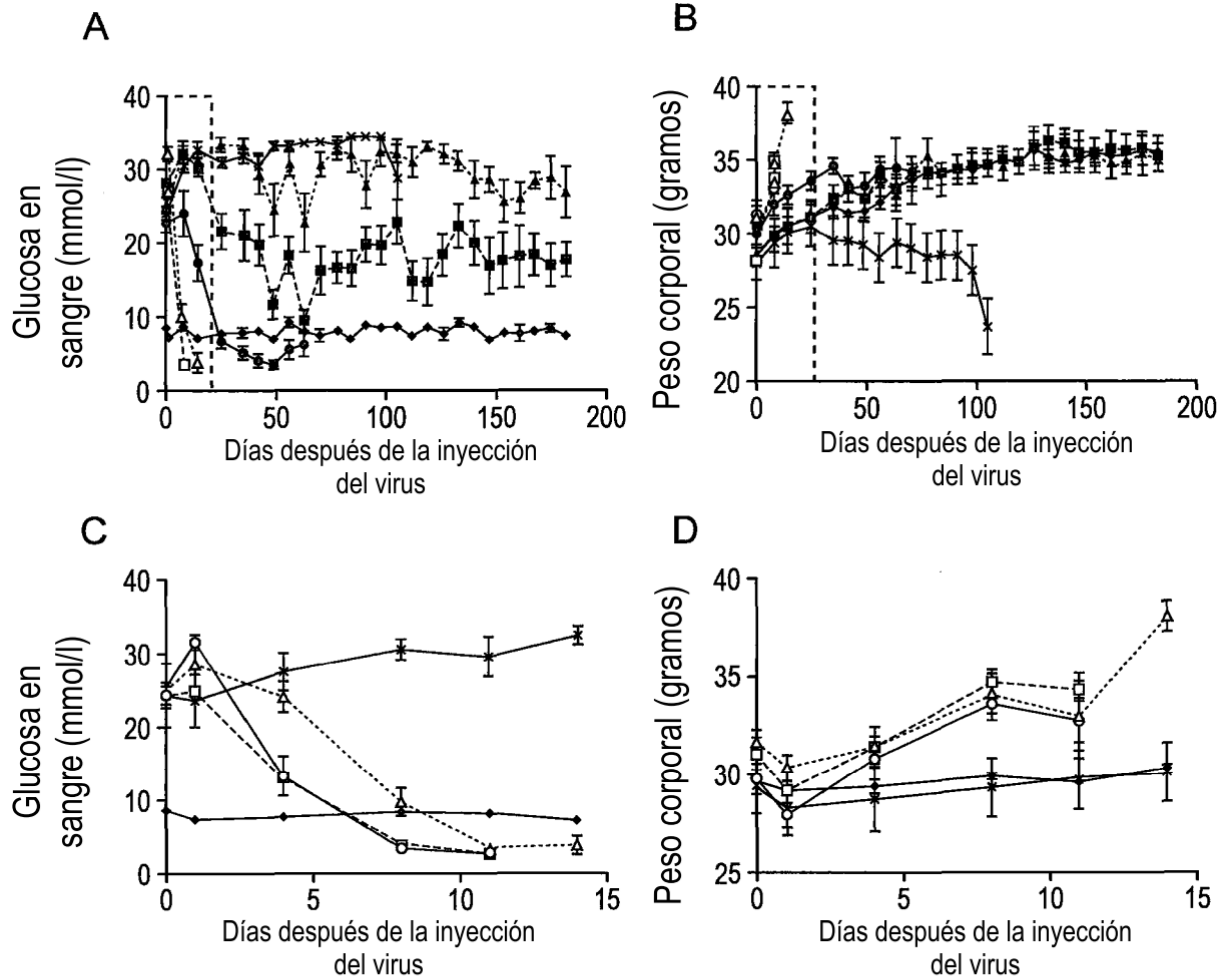 A
Glucosa en
sangre (mmol/l)
40
30
20
10
0
0 50 100 150 200
Días después de la inyección
del virus
B
Peso corporal (gramos)
40
35
30
25
20
0 50 100 150 200
Días después de la inyección
del virus
C
Glucosa en
sangre (mmol/l)
40
30
20
10
0
0 5 10 15
Días después de la inyección
del virus
D
Peso corporal (gramos)
40
35
30
25
0 5 10 15
Días después de la inyección
del virus